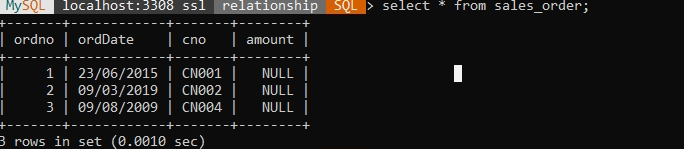 MySQL localhost:3308 ssl relationship SQL > select * from sales_order;
+-------+------------+-------+--------+
| ordno | ordDate    | cno   | amount |
+-------+------------+-------+--------+
|     1 | 23/06/2015 | CN001 |   NULL |
|     2 | 09/03/2019 | CN002 |   NULL |
|     3 | 09/08/2009 | CN004 |   NULL |
+-------+------------+-------+--------+
3 rows in set (0.0010 sec)